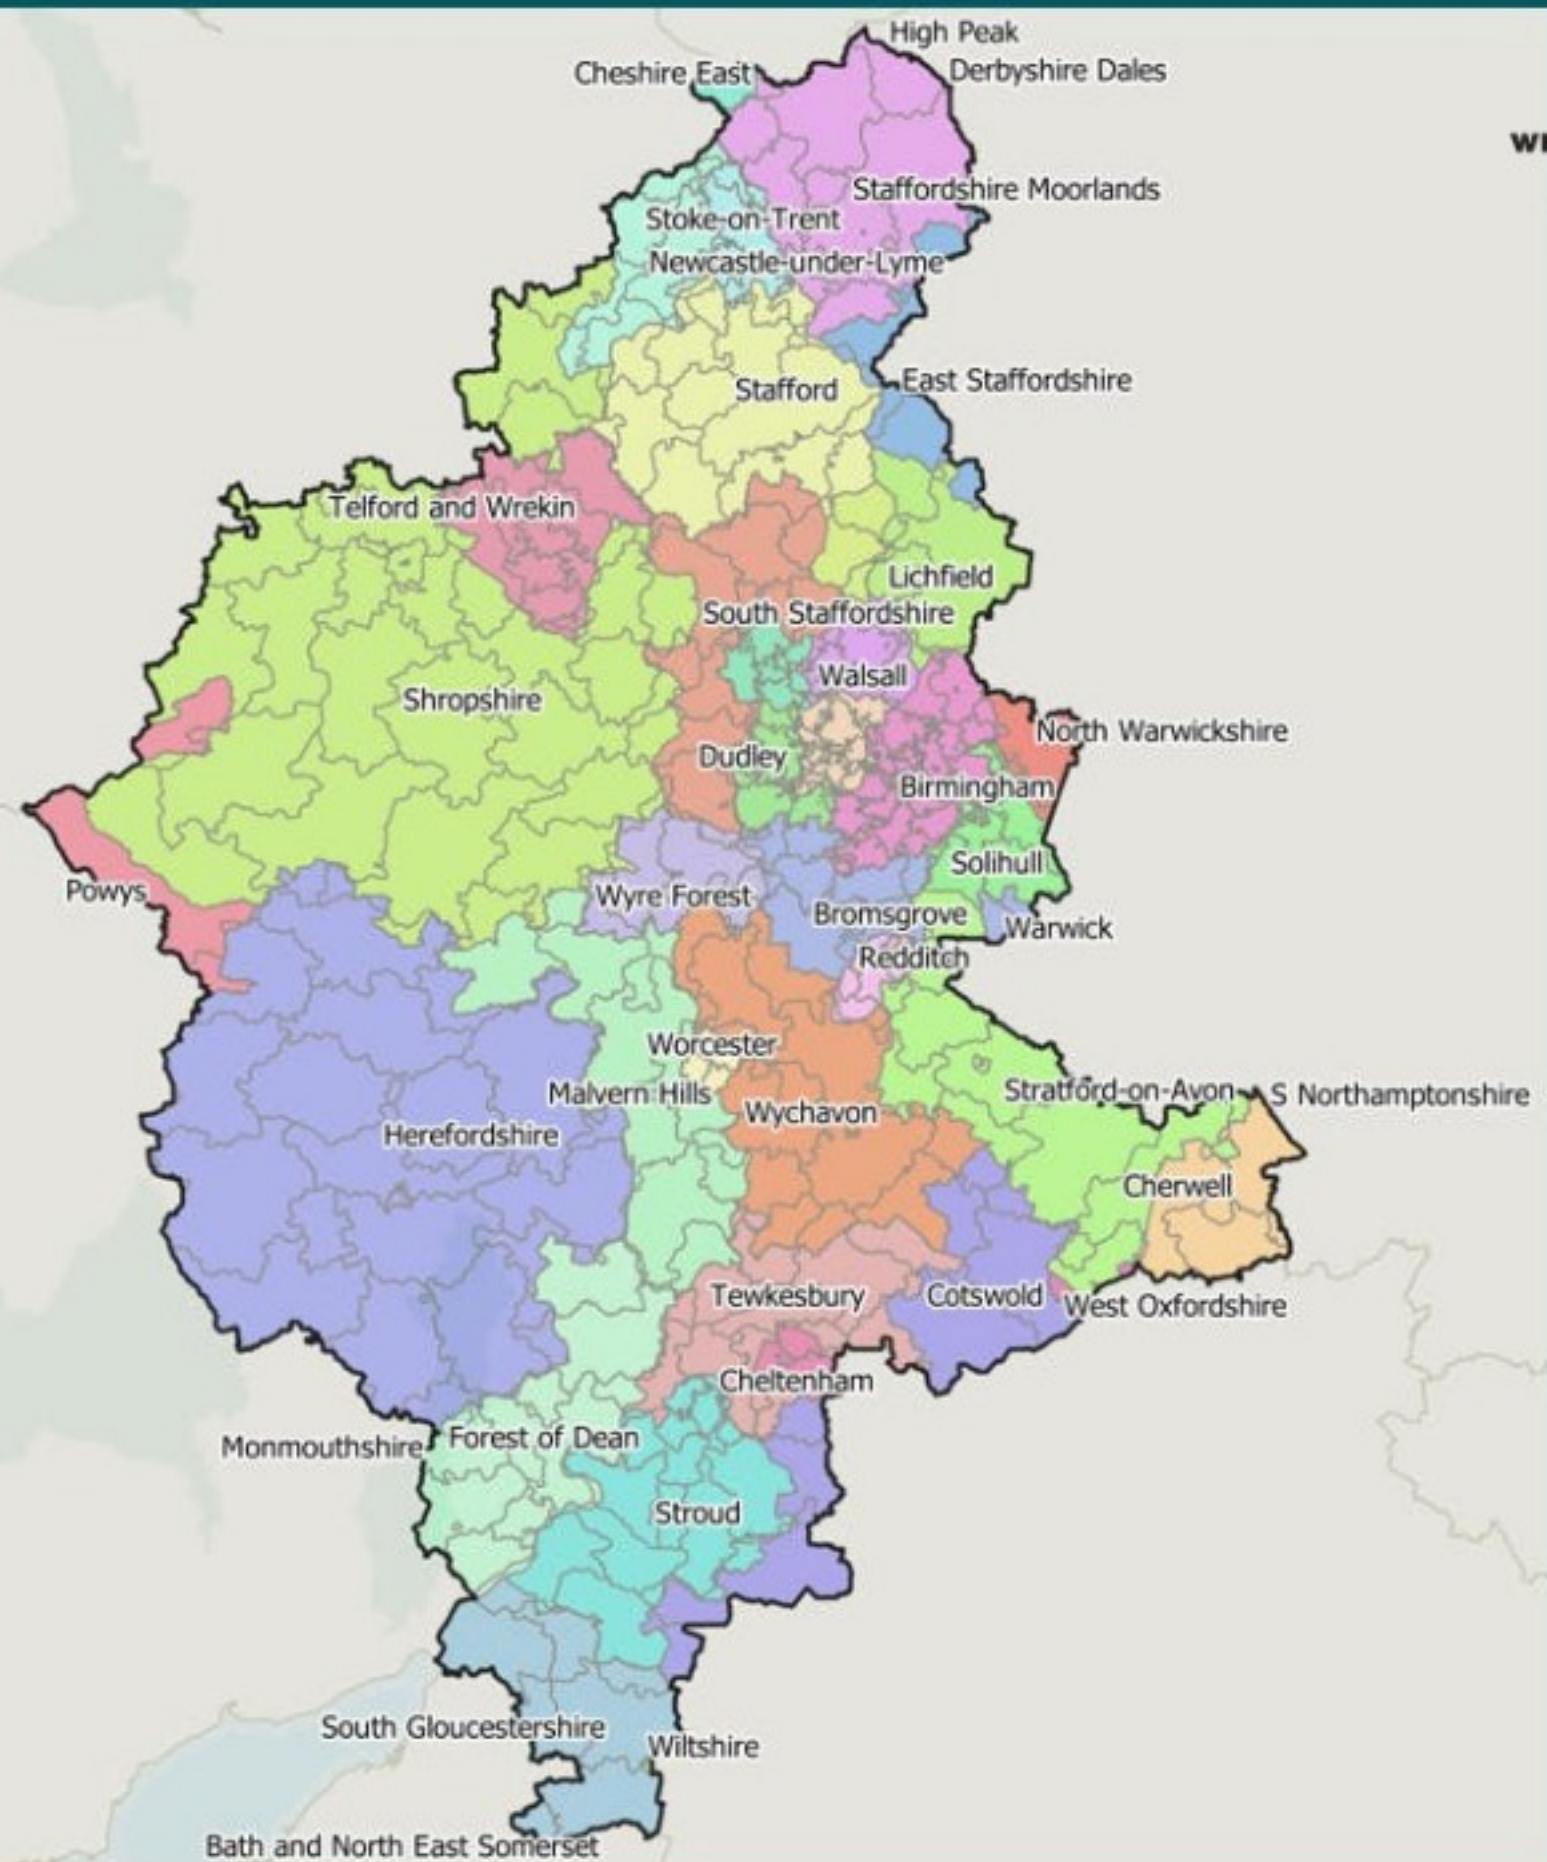 High Peak
Cheshire East
Derbyshire Dales
Staffordshire Moorlands
Stoke-on-Trent
Newcastle-under-Lyme
East Staffordshire
Stafford
Telford and Wrekin
Lichfield
South Staffordshire
Walsall
Shropshire
North Warwickshire
Dudley
Birmingham
Solihull
Powys
Wyre Forest
Bromsgrove
Warwick
Redditch
Worcester
Malvern Hills
Stratford-on-Avon
S Northamptonshire
Wychavon
Herefordshire
Cherwell
Tewkesbury
Cotswold
West Oxfordshire
Cheltenham
Monmouthshire
Forest of Dean
Stroud
South Gloucestershire
Wiltshire
Bath and North East Somerset